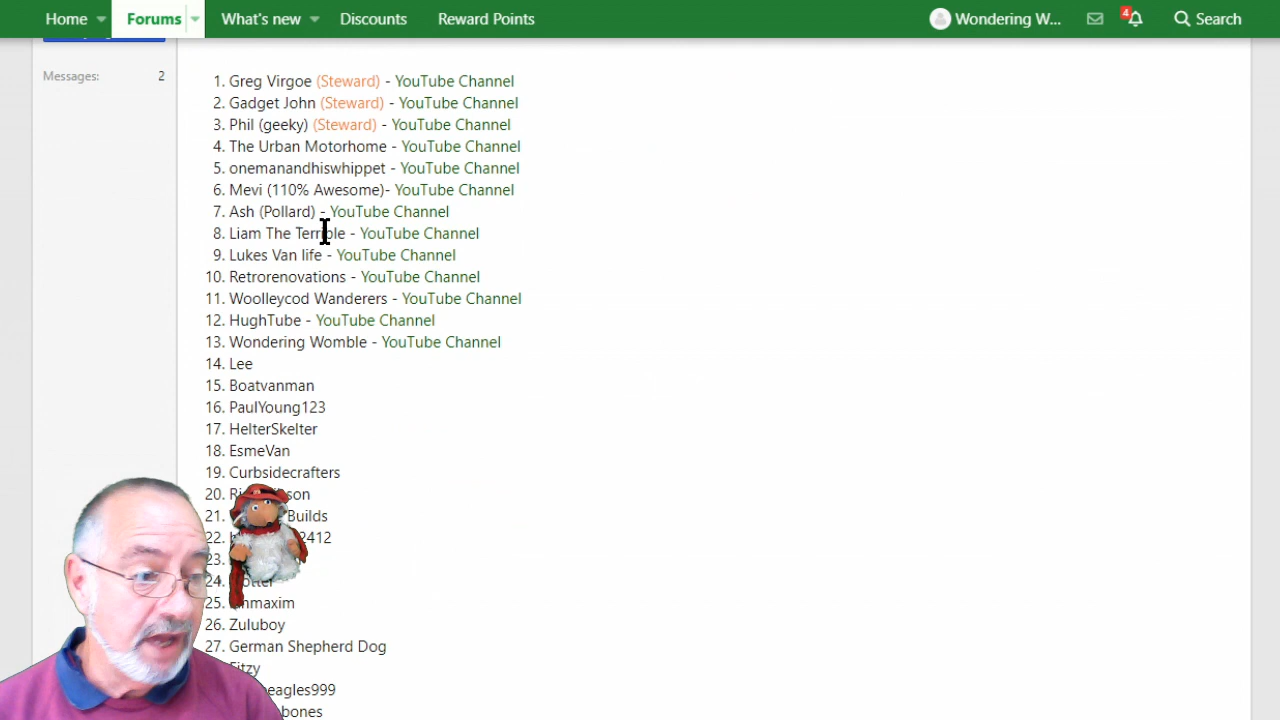 Home Forums What's new Discounts Reward Points Wondering W... 4 Search
Messages: 2
1. Greg Virgoe (Steward) - YouTube Channel
2. Gadget John (Steward) - YouTube Channel
3. Phil (geeky) (Steward) - YouTube Channel
4. The Urban Motorhome - YouTube Channel
5. onemanandhiswhippet - YouTube Channel
6. Mevi (110% Awesome)- YouTube Channel
7. Ash (Pollard) - YouTube Channel
8. Liam The Terrible - YouTube Channel
9. Lukes Van life - YouTube Channel
10. Retrorenovations - YouTube Channel
11. Woolleycod Wanderers - YouTube Channel
12. HughTube - YouTube Channel
13. Wondering Womble - YouTube Channel
14. Lee
15. Boatvanman
16. PaulYoung123
17. HelterSkelter
18. EsmeVan
19. Curbsidecrafters
20.
21. Builds
22.
23.
24.
25.
26. Zuluboy
27. German Shepherd Dog
Fitzy